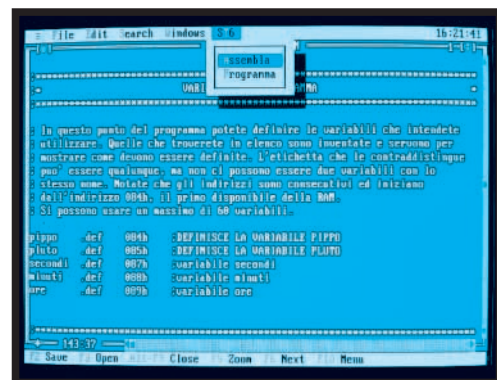 File Edit Search Windows S 6 16:21:41
Assembla
Programma
In questo punto del programma potete definire le variabili che intendete
utilizzare. Quelle che troverete in elenco sono inventate e servono per
mostrare come devono essere definite. L'etichetta che le contraddistingue
puo' essere qualunque, ma non ci possono essere due variabili con lo
stesso nome. Notate che gli indirizzi sono consecutivi ed iniziano
dall'indirizzo 084h, il primo disponibile della RAM.
Si possono usare un massimo di 60 variabili.
pippo .def 084h ;DEFINISCE LA VARIABILE PIPPO
pluto .def 085h ;DEFINISCE LA VARIABILE PLUTO
secondi .def 087h ;variabile secondi
minuti .def 088h ;variabile minuti
ore .def 089h ;variabile ore
143:37
F2 Save F3 Open Close F5 Zoom F6 Next F10 Menu